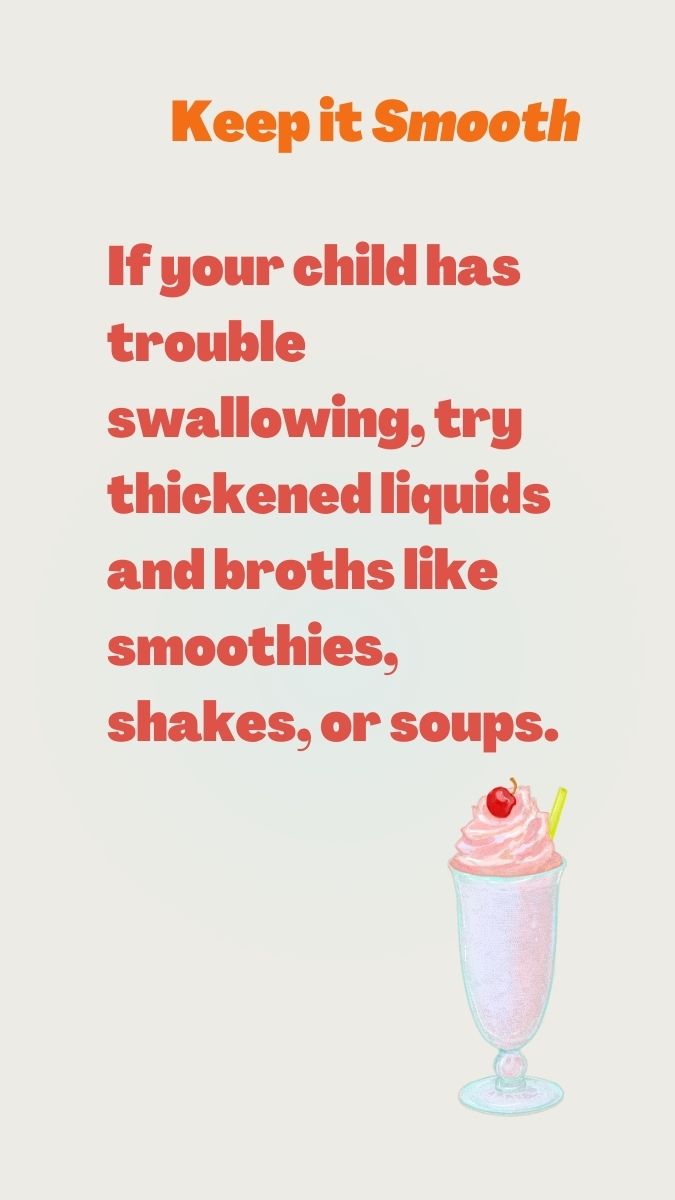 Keep it Smooth
If your child has
trouble
swallowing, try
thickened liquids
and broths like
smoothies,
shakes, or soups.